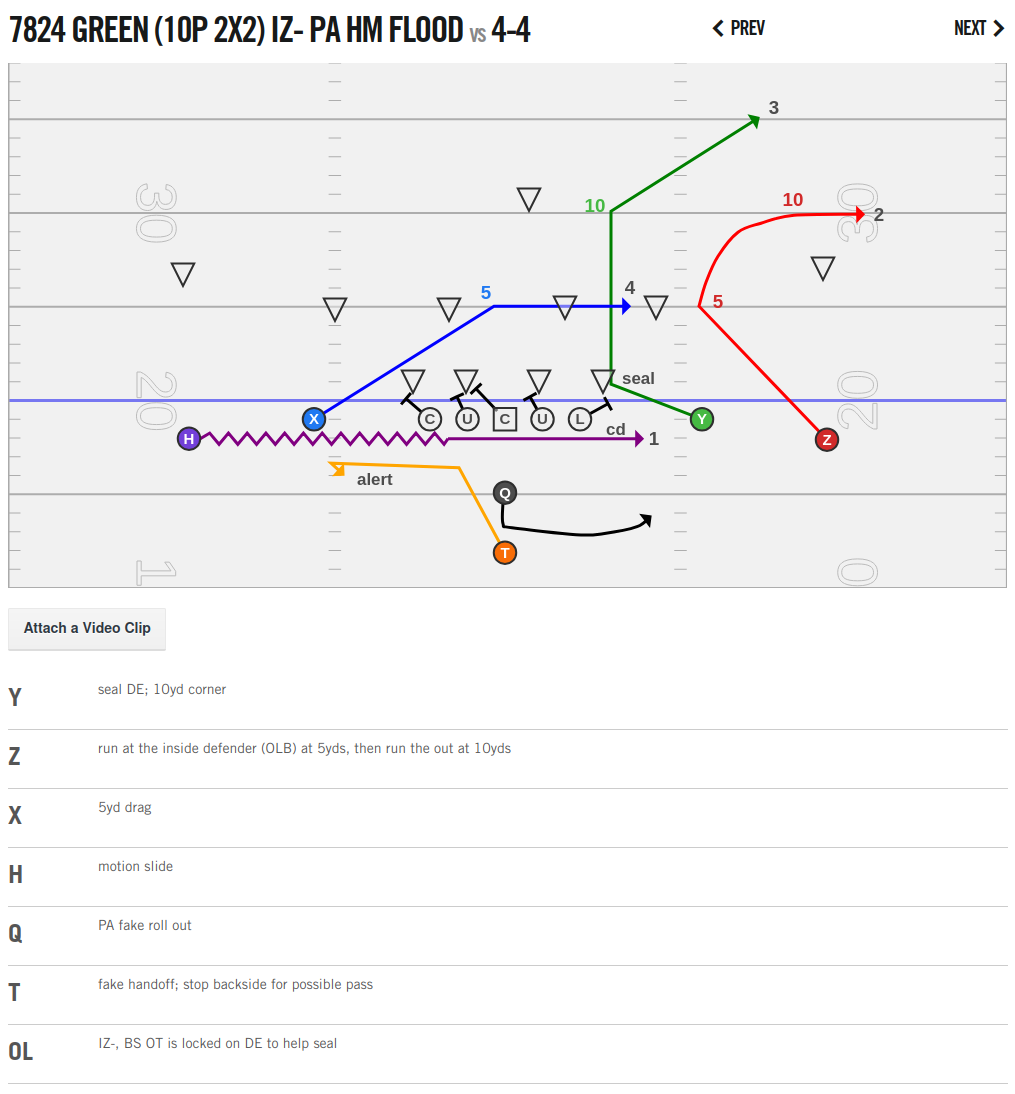 7824 GREEN (10P 2X2) IZ- PA HM FLOOD VS 4-4
PREV
NEXT
3
30
30
10
10
2
5
4
5
20
20
seal
X
C
U
C
U
L
Y
H
cd
1
Z
alert
Q
T
1
0
Attach a Video Clip
Y
seal DE; 10yd corner
Z
run at the inside defender (OLB) at 5yds, then run the out at 10yds
X
5yd drag
H
motion slide
Q
PA fake roll out
T
fake handoff; stop backside for possible pass
OL
IZ-, BS OT is locked on DE to help seal